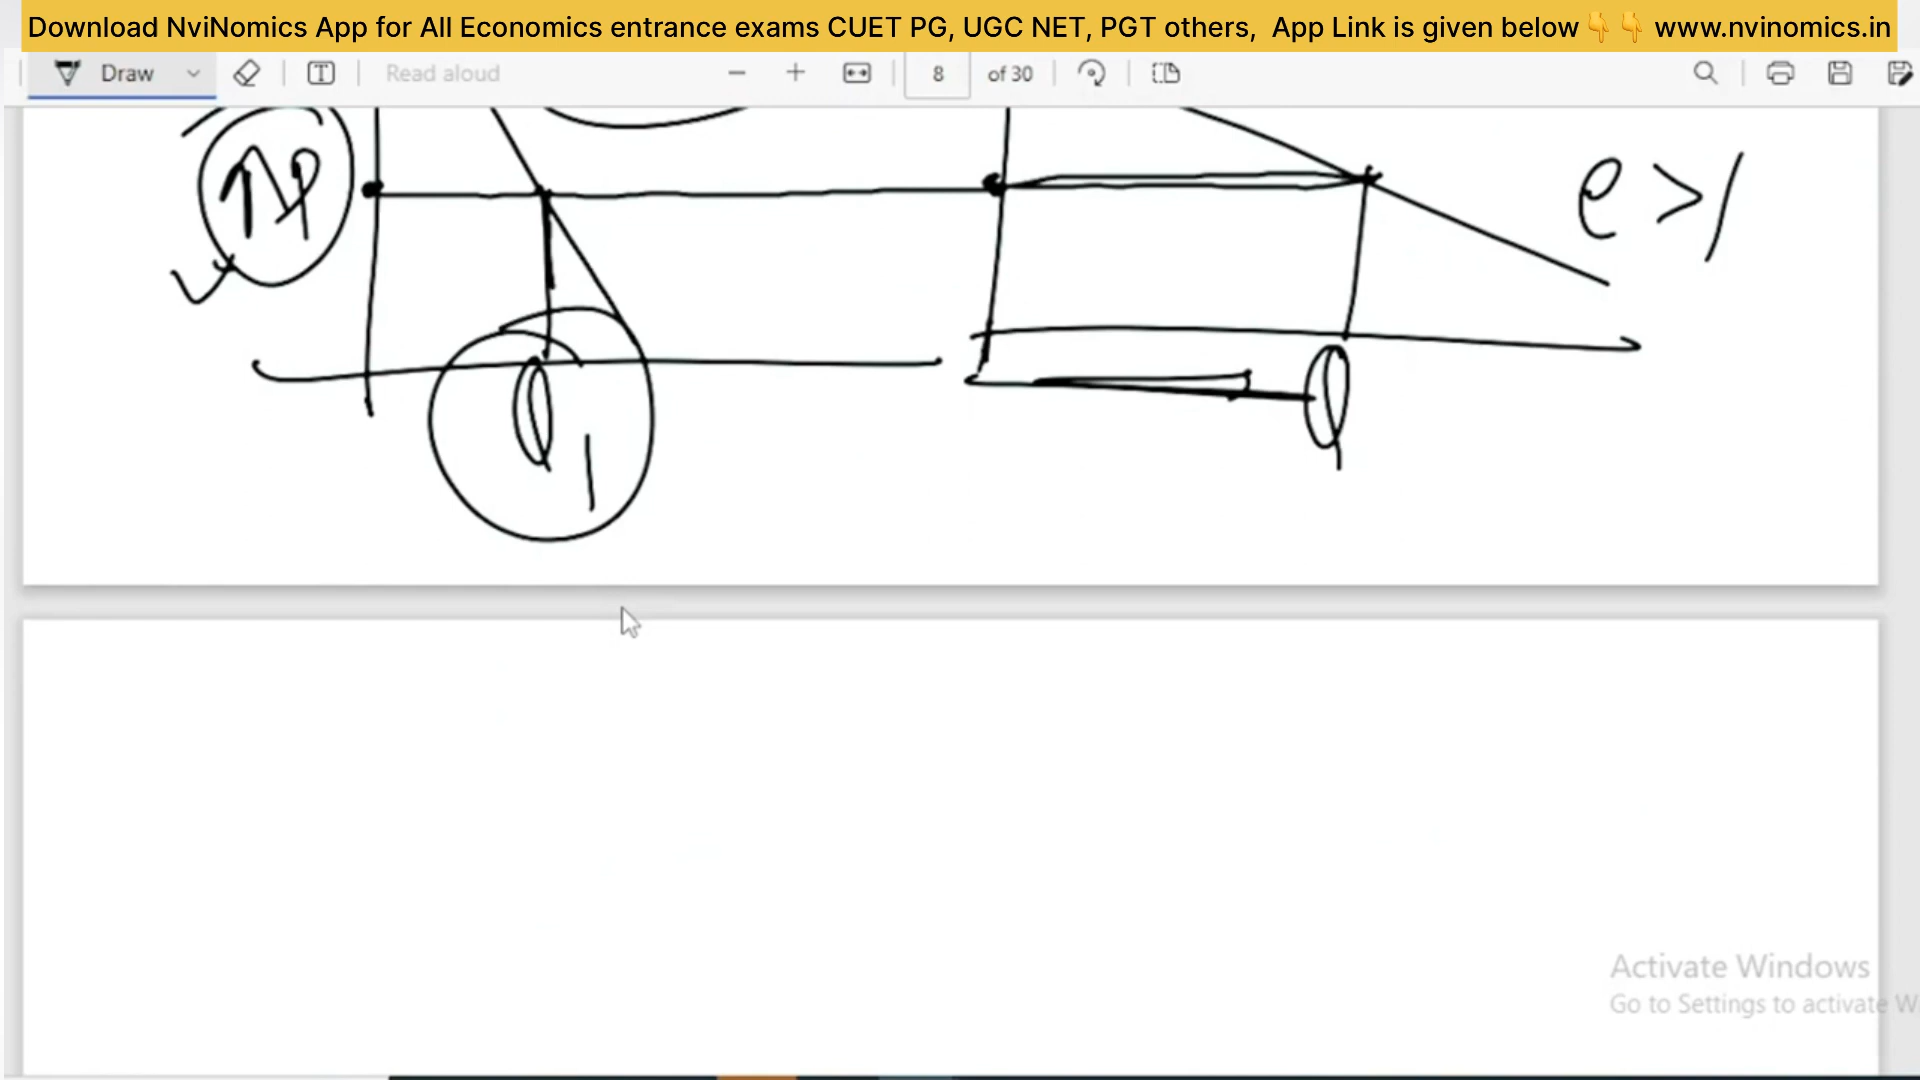 Download NviNomics App for All Economics entrance exams CUET PG, UGC NET, PGT others, App Link is given below👇👇 www.nvinomics.in
Draw
Read aloud
8 of 30
↑P
e >1
Q1
Q
Activate Windows
Go to Settings to activate W